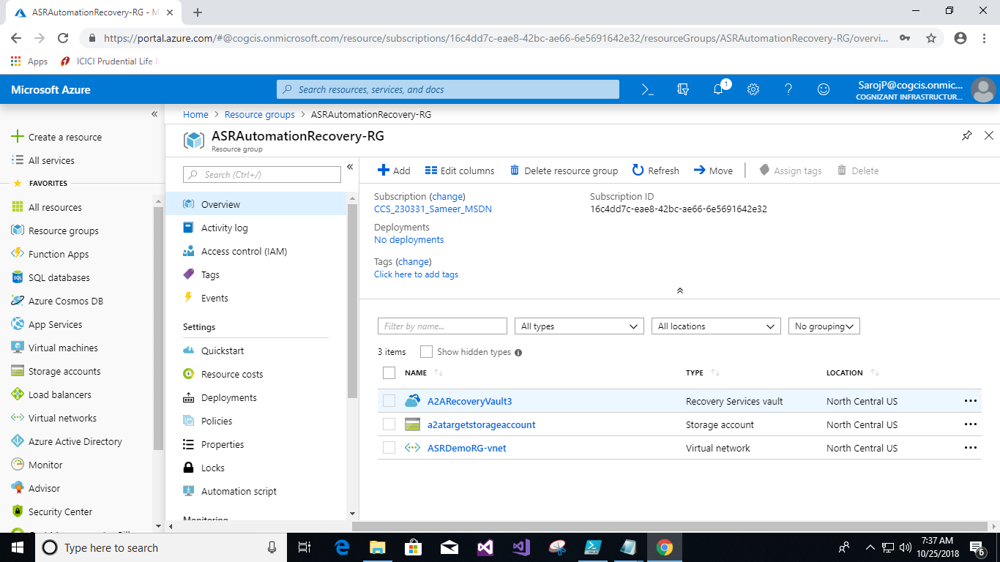 ASRAutomationRecovery-RG - M
https://portal.azure.com/#@cogcis.onmicrosoft.com/resource/subscriptions/16c4dd7c-eae8-42bc-ae66-6e5691642e32/resourceGroups/ASRAutomationRecovery-RG/overvi...
Apps ICICI Prudential Life I
Microsoft Azure
Search resources, services, and docs
1
SarojP@cogcis.onmic...
COGNIZANT INFRASTRUCTUR...
Create a resource
All services
FAVORITES
All resources
Resource groups
Function Apps
SQL databases
Azure Cosmos DB
App Services
Virtual machines
Storage accounts
Load balancers
Virtual networks
Azure Active Directory
Monitor
Advisor
Security Center
Home > Resource groups > ASRAutomationRecovery-RG
ASRAutomationRecovery-RG
Resource group
Search (Ctrl+/)
Overview
Activity log
Access control (IAM)
Tags
Events
Settings
Quickstart
Resource costs
Deployments
Policies
Properties
Locks
Automation script
Monitoring
Add Edit columns Delete resource group Refresh Move Assign tags Delete
Subscription (change)
CCS_230331_Sameer_MSDN
Subscription ID
16c4dd7c-eae8-42bc-ae66-6e5691642e32
Deployments
No deployments
Tags (change)
Click here to add tags
Filter by name... All types All locations No grouping
3 items Show hidden types
NAME TYPE LOCATION
A2ARecoveryVault3 Recovery Services vault North Central US
a2atargetstorageaccount Storage account North Central US
ASRDemoRG-vnet Virtual network North Central US
Type here to search
7:37 AM
10/25/2018
6